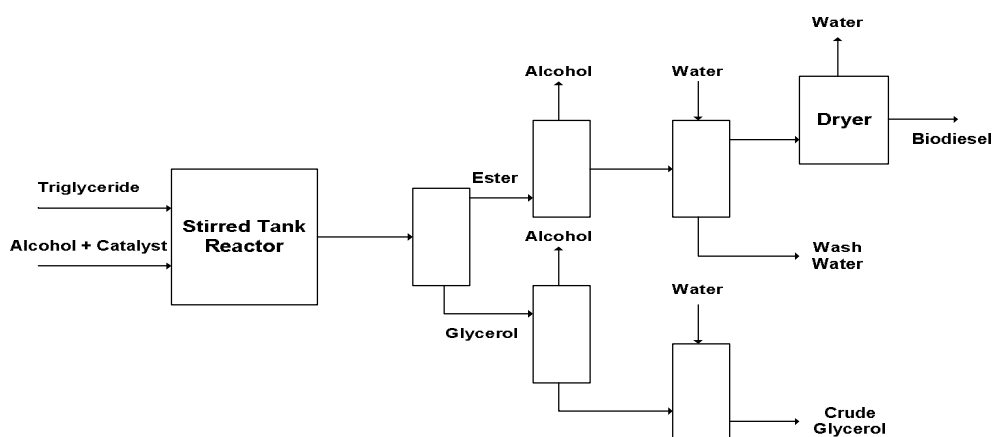 Water
Alcohol
Water
Dryer
Biodiesel
Ester
Triglyceride
Stirred Tank
Reactor
Alcohol + Catalyst
Alcohol
Wash
Water
Water
Glycerol
Crude
Glycerol